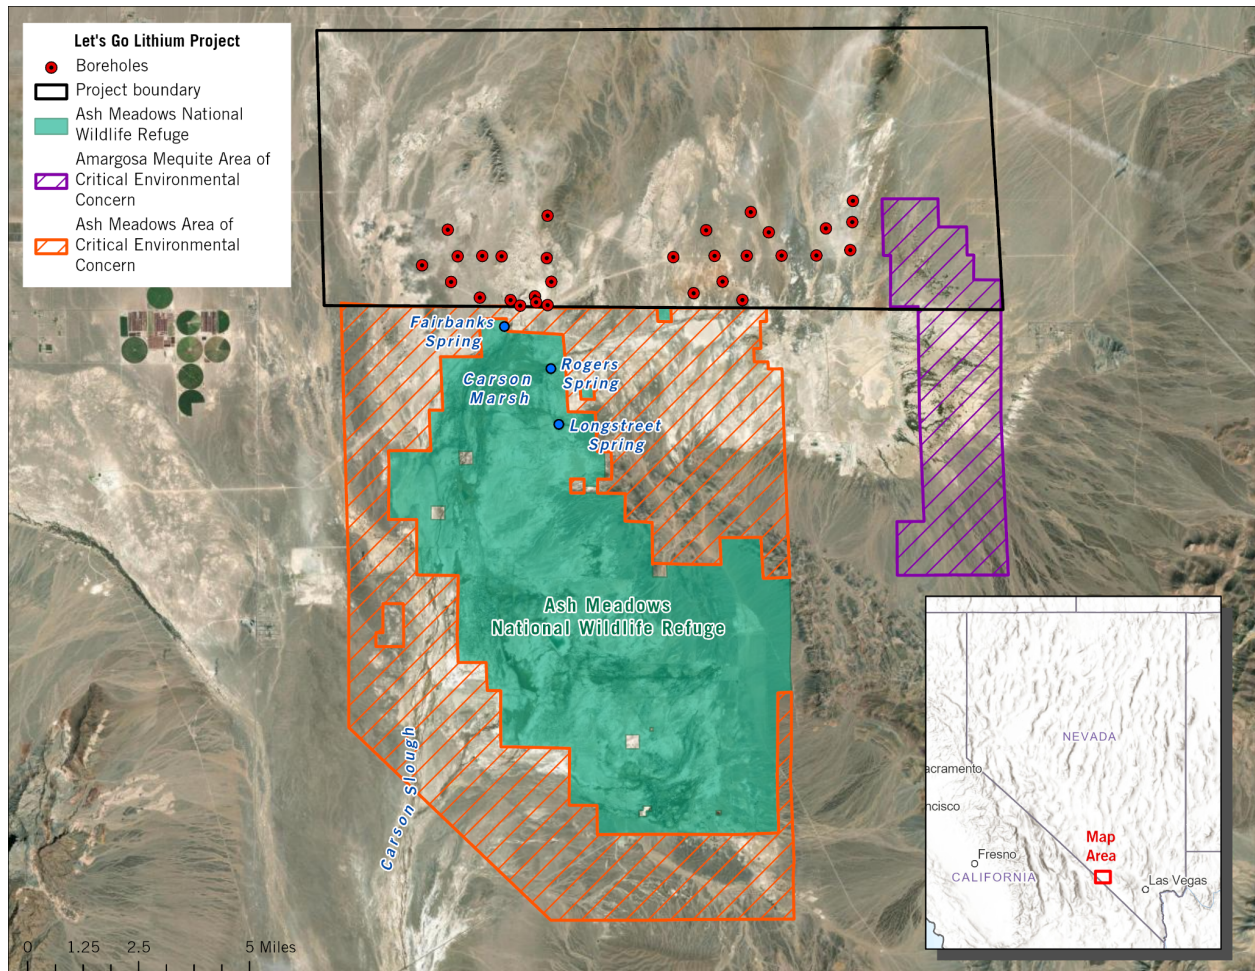 Let's Go Lithium Project
Boreholes
Project boundary
Ash Meadows National
Wildlife Refuge
Amargosa Mequite Area of
Critical Environmental
Concern
Ash Meadows Area of
Critical Environmental
Concern
Fairbanks
Spring
Rogers
Spring
Carson
Marsh
Longstreet
Spring
Ash Meadows
National Wildlife Refuge
Carson Slough
NEVADA
acramento
ncisco
Map
Area
Fresno
CALIFORNIA
Las Vegas
0 1.25 2.5 5 Miles